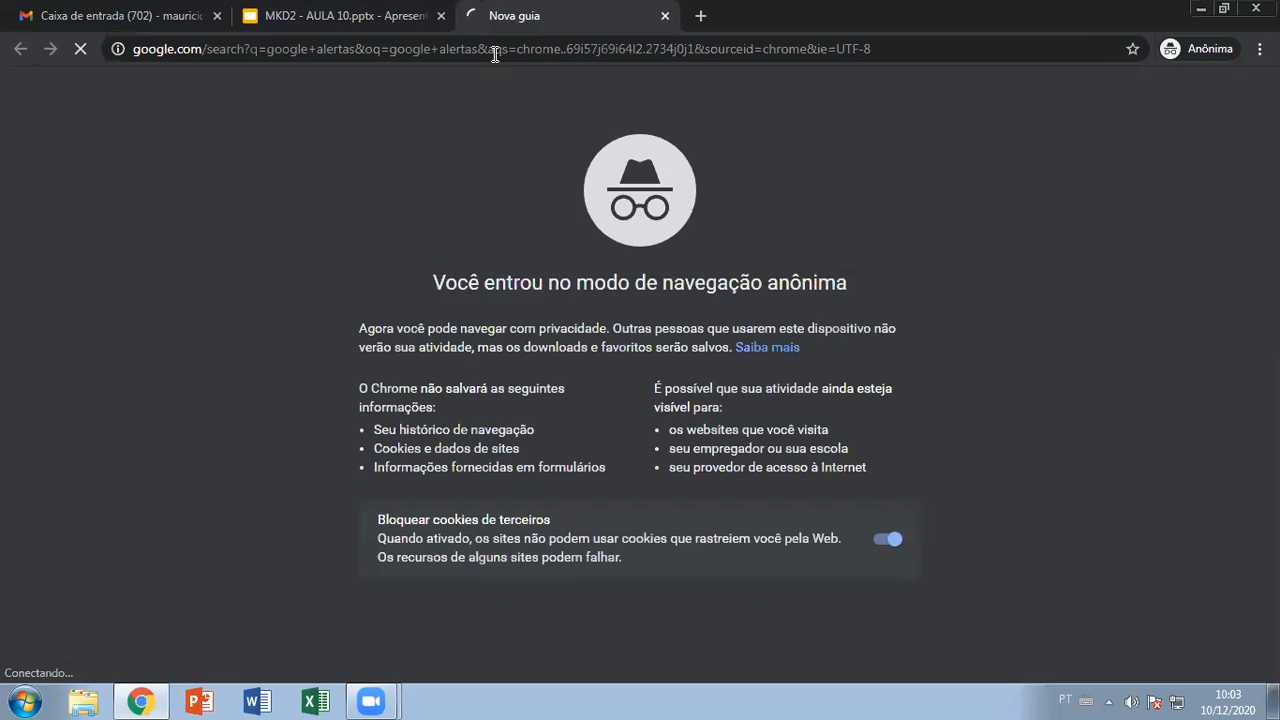 Caixa de entrada (702) - mauricio
MKD2 - AULA 10.pptx - Apresent
Nova guia
google.com/search?q=google+alertas&oq=google+alertas&aqs=chrome..69i57j69i64l2.2734j0j1&sourceid=chrome&ie=UTF-8
Anônima
Você entrou no modo de navegação anônima
Agora você pode navegar com privacidade. Outras pessoas que usarem este dispositivo não
verão sua atividade, mas os downloads e favoritos serão salvos. Saiba mais
O Chrome não salvará as seguintes
informações:
• Seu histórico de navegação
• Cookies e dados de sites
• Informações fornecidas em formulários
É possível que sua atividade ainda esteja
visível para:
• os websites que você visita
• seu empregador ou sua escola
• seu provedor de acesso à Internet
Bloquear cookies de terceiros
Quando ativado, os sites não podem usar cookies que rastreiem você pela Web.
Os recursos de alguns sites podem falhar.
Conectando...
PT
10:03
10/12/2020